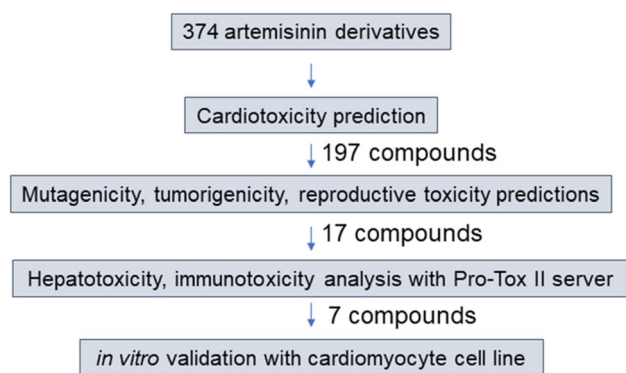 374 artemisinin derivatives
Cardiotoxicity prediction
197 compounds
Mutagenicity, tumorigenicity, reproductive toxicity predictions
17 compounds
Hepatotoxicity, immunotoxicity analysis with Pro-Tox II server
7 compounds
in vitro validation with cardiomyocyte cell line